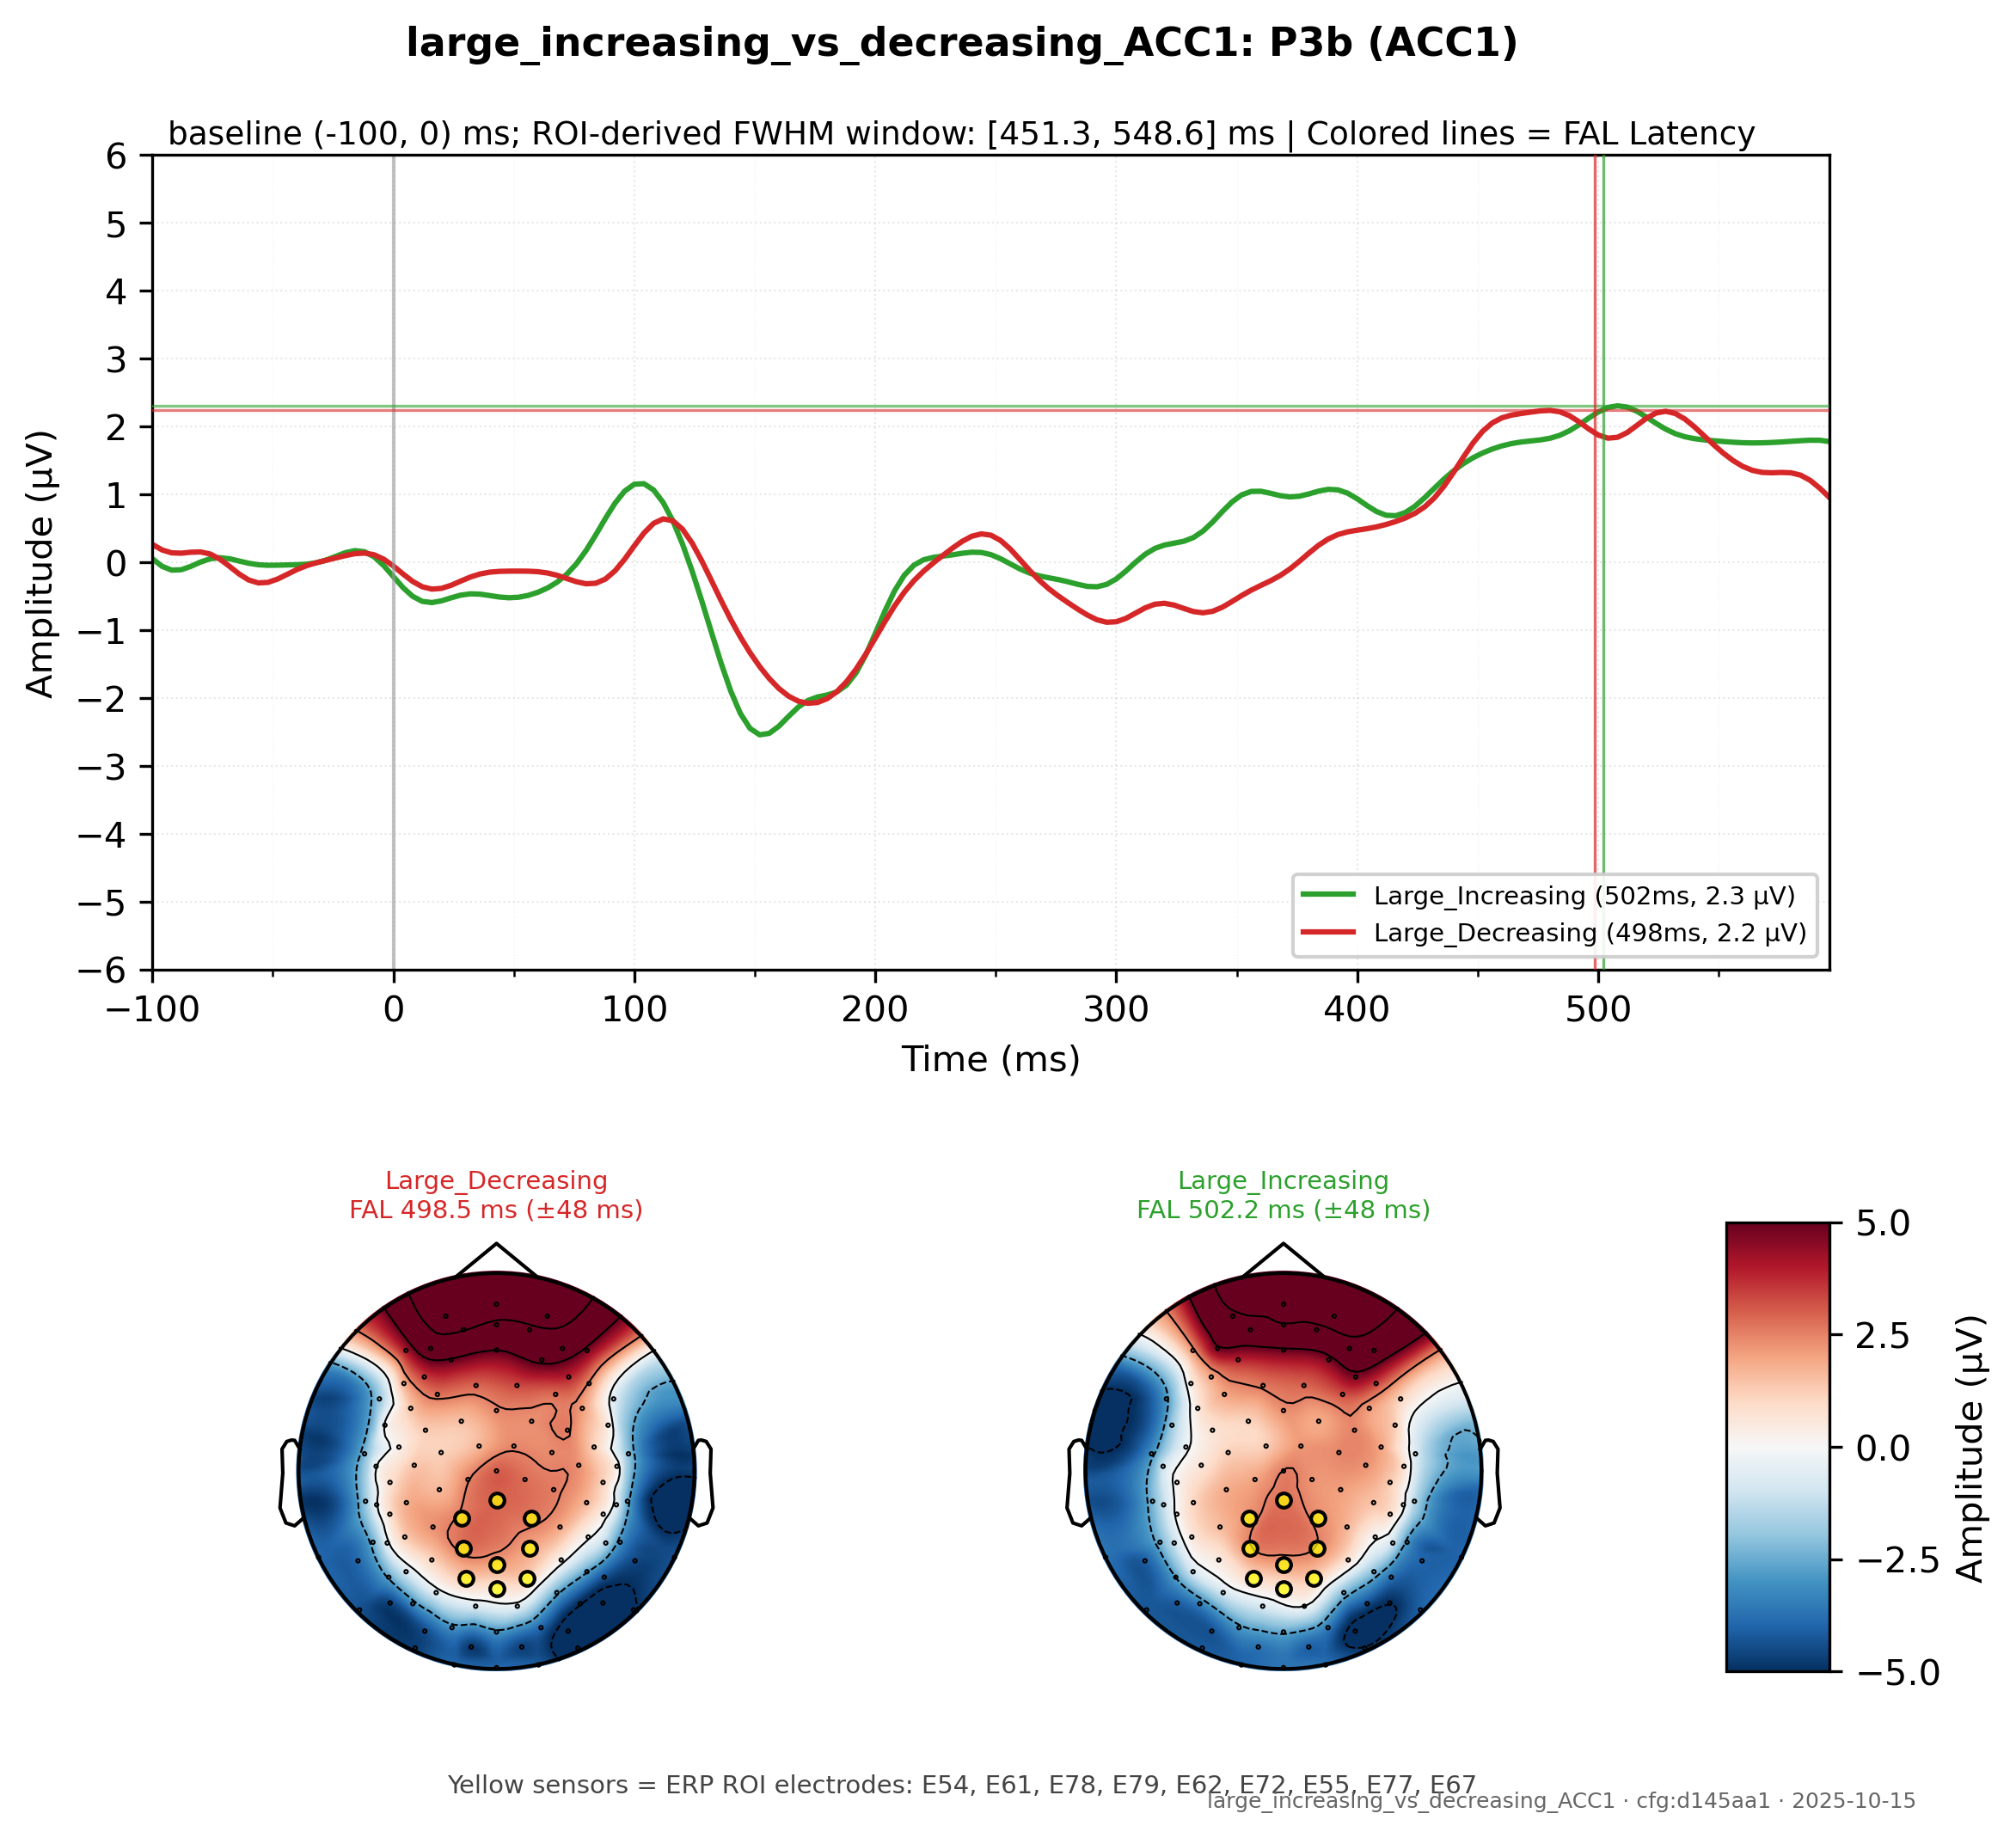 large_increasing_vs_decreasing_ACC1: P3b (ACC1)
baseline (-100, 0) ms; ROI-derived FWHM window: [451.3, 548.6] ms | Colored lines = FAL Latency
6
5
4
3
2
1
0
−1
−2
−3
−4
−5
−6
Amplitude (µV)
Large_Increasing (502ms, 2.3 µV)
Large_Decreasing (498ms, 2.2 µV)
−100 0 100 200 300 400 500
Time (ms)
Large_Decreasing
FAL 498.5 ms (±48 ms)
Large_Increasing
FAL 502.2 ms (±48 ms)
5.0
2.5
0.0
−2.5
−5.0
Amplitude (µV)
Yellow sensors = ERP ROI electrodes: E54, E61, E78, E79, E62, E72, E55, E77, E67
large_increasing_vs_decreasing_ACC1 · cfg:d145aa1 · 2025-10-15